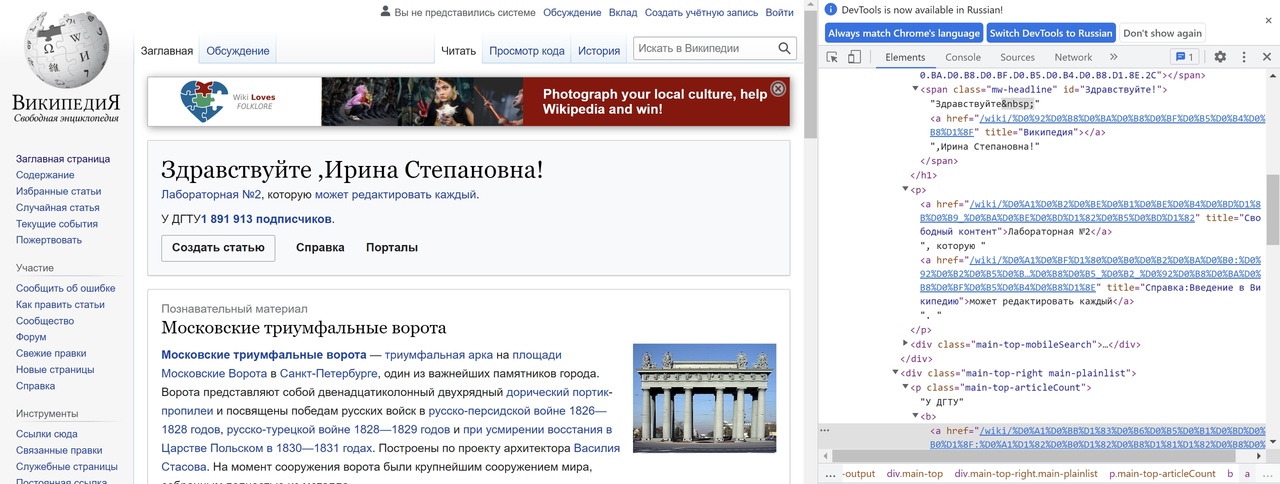 Вы не представились системе Обсуждение Вклад Создать учётную запись Войти
Заглавная Обсуждение Читать Просмотр кода История Искать в Википедии
ВИКИПЕДИЯ
Свободная энциклопедия
Заглавная страница
Содержание
Избранные статьи
Случайная статья
Текущие события
Пожертвовать
Участие
Сообщить об ошибке
Как править статьи
Сообщество
Форум
Свежие правки
Новые страницы
Справка
Инструменты
Ссылки сюда
Связанные правки
Служебные страницы
Постоянная ссылка
Wiki Loves
FOLKLORE
Photograph your local culture, help
Wikipedia and win!
Здравствуйте ,Ирина Степановна!
Лабораторная №2, которую может редактировать каждый.
У ДГТУ1 891 913 подписчиков.
Создать статью Справка Порталы
Познавательный материал
Московские триумфальные ворота
Московские триумфальные ворота — триумфальная арка на площади
Московские Ворота в Санкт-Петербурге, один из важнейших памятников города.
Ворота представляют собой двенадцатиколонный двухрядный дорический портик-
пропилеи и посвящены победам русских войск в русско-персидской войне 1826—
1828 годов, русско-турецкой войне 1828—1829 годов и при усмирении восстания в
Царстве Польском в 1830—1831 годах. Построены по проекту архитектора Василия
Стасова. На момент сооружения ворота были крупнейшим сооружением мира,
DevTools is now available in Russian!
Always match Chrome's language Switch DevTools to Russian Don't show again
Elements Console Sources Network » 1
0.BA.D0.B8.D0.BF.D0.B5.D0.B4.D0.B8.D1.8E.2C"></span>
<span class="mw-headline" id="Здравствуйте!">
"Здравствуйте&nbsp;"
<a href="/wiki/%D0%92%D0%B8%D0%BA%D0%B8%D0%BF%D0%B5%D0%B4%D0%
B8%D1%8F" title="Википедия"></a>
",Ирина Степановна!"
</span>
</h1>
<p>
<a href="/wiki/%D0%A1%D0%B2%D0%BE%D0%B1%D0%BE%D0%B4%D0%BD%D1%8
B%D0%B9_%D0%BA%D0%BE%D0%BD%D1%82%D0%B5%D0%BD%D1%82" title="Сво
бодный контент">Лабораторная №2</a>
", которую "
<a href="/wiki/%D0%A1%D0%BF%D1%80%D0%B0%D0%B2%D0%BA%D0%B0:%D0%
92%D0%B2%D0%B5%D0%B…%D0%B8%D0%B5_%D0%B2_%D0%92%D0%B8%D0%BA%D0%
B8%D0%BF%D0%B5%D0%B4%D0%B8%D1%8E" title="Справка:Введение в Ви
кипедию">может редактировать каждый</a>
". "
</p>
<div class="main-top-mobileSearch">…</div>
</div>
<div class="main-top-right main-plainlist">
<p class="main-top-articleCount">
"У ДГТУ"
<b>
<a href="/wiki/%D0%A1%D0%BB%D1%83%D0%B6%D0%B5%D0%B1%D0%BD%D0%
B0%D1%8F:%D0%A1%D1%82%D0%B0%D1%82%D0%B8%D1%81%D1%82%D0%B8%D0%
... -output div.main-top div.main-top-right.main-plainlist p.main-top-articleCount b a ...